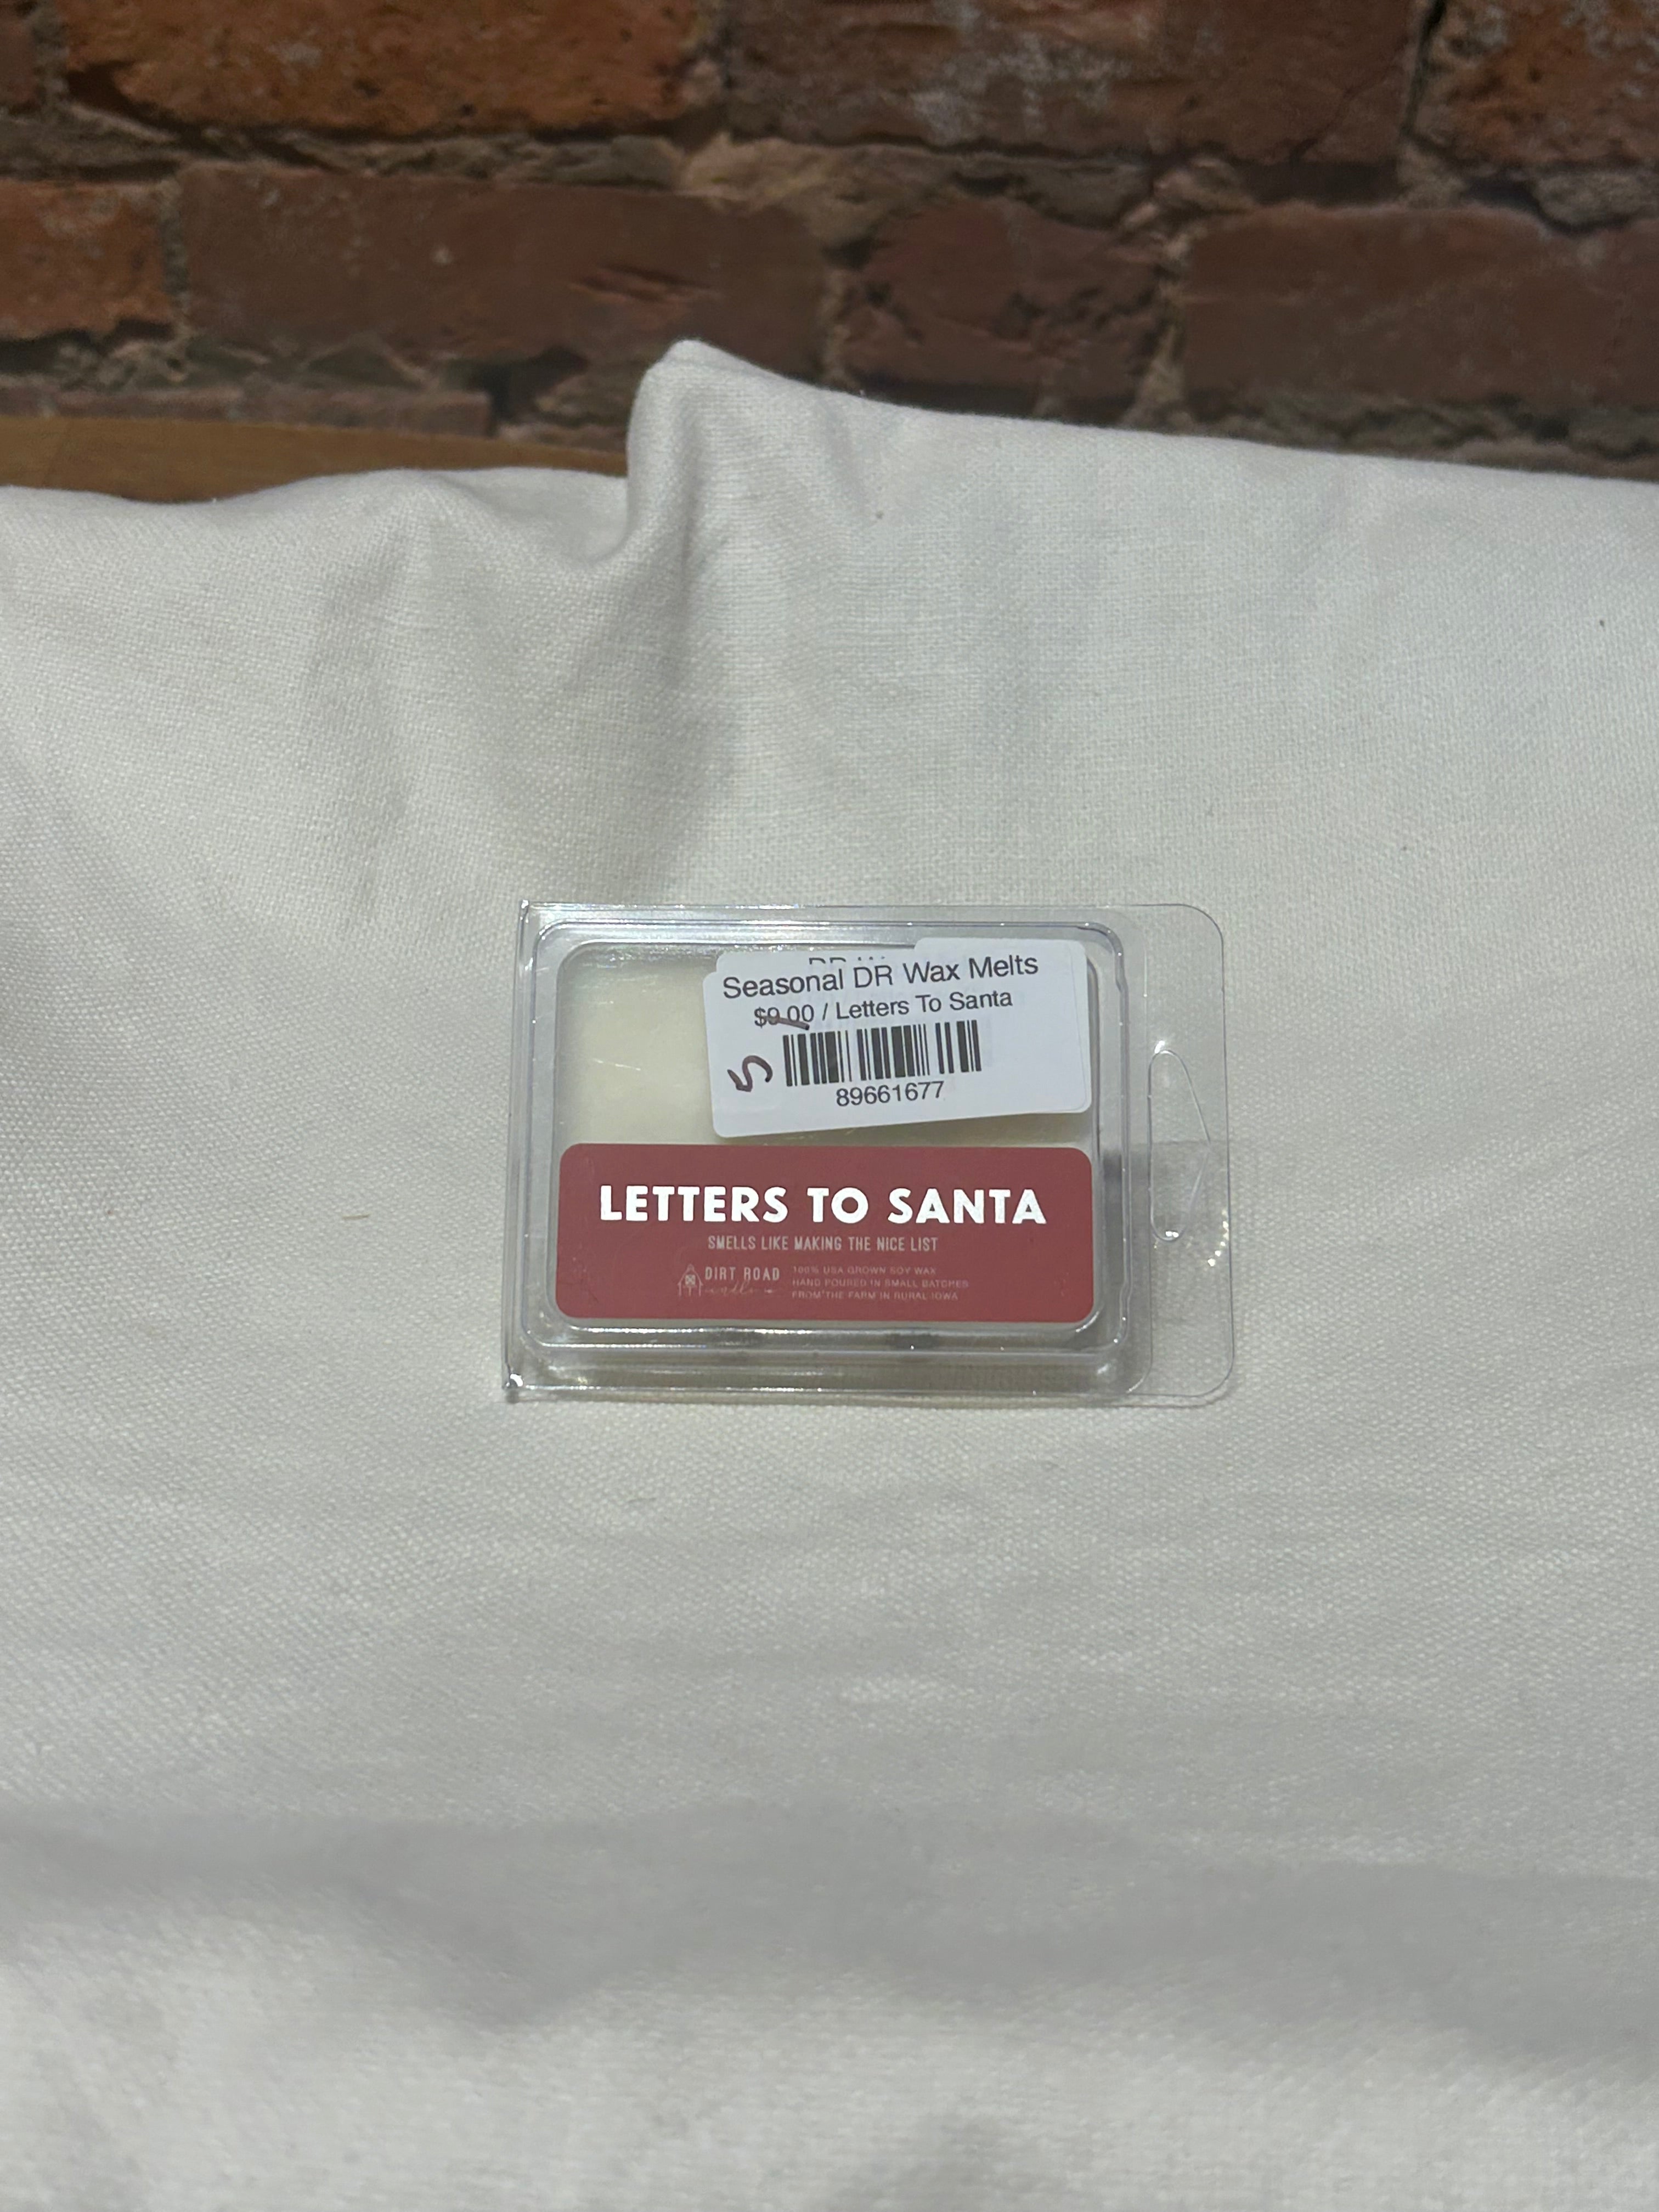 Seasonal DR Wax Melts
$9.00 / Letters To Santa
5
89661677
LETTERS TO SANTA
SMELLS LIKE MAKING THE NICE LIST
DIRT ROAD
100% USA GROWN SOY WAX
HAND POURED IN SMALL BATCHES
FROM THE FARM IN RURAL IOWA